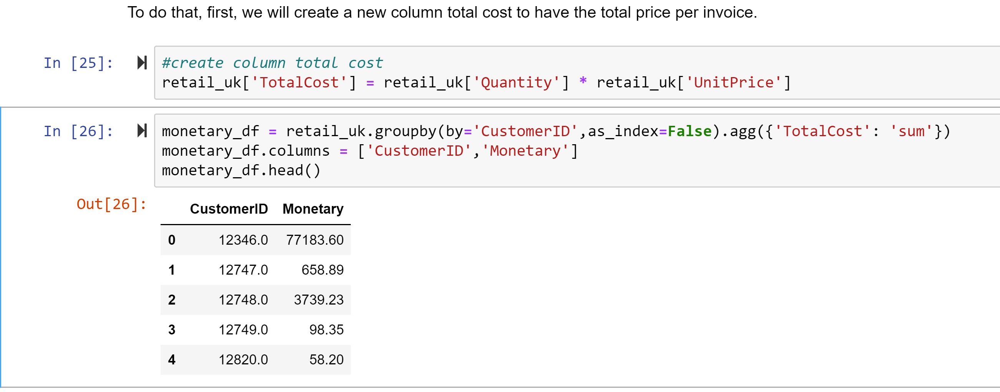 To do that, first, we will create a new column total cost to have the total price per invoice.
In [25]:
#create column total cost
retail_uk['TotalCost'] = retail_uk['Quantity'] * retail_uk['UnitPrice']
In [26]:
monetary_df = retail_uk.groupby(by='CustomerID',as_index=False).agg({'TotalCost': 'sum'})
monetary_df.columns = ['CustomerID','Monetary']
monetary_df.head()
Out[26]:
CustomerID Monetary
0 12346.0 77183.60
1 12747.0 658.89
2 12748.0 3739.23
3 12749.0 98.35
4 12820.0 58.20